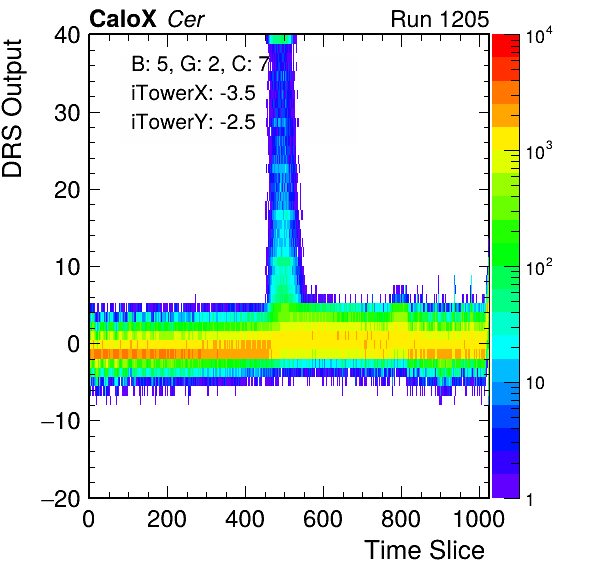 CaloX Cer Run 1205
B: 5, G: 2, C: 7
iTowerX: -3.5
iTowerY: -2.5
DRS Output
40
30
20
10
0
−10
−20
0 200 400 600 800 1000
Time Slice
10⁴
10³
10²
10
1